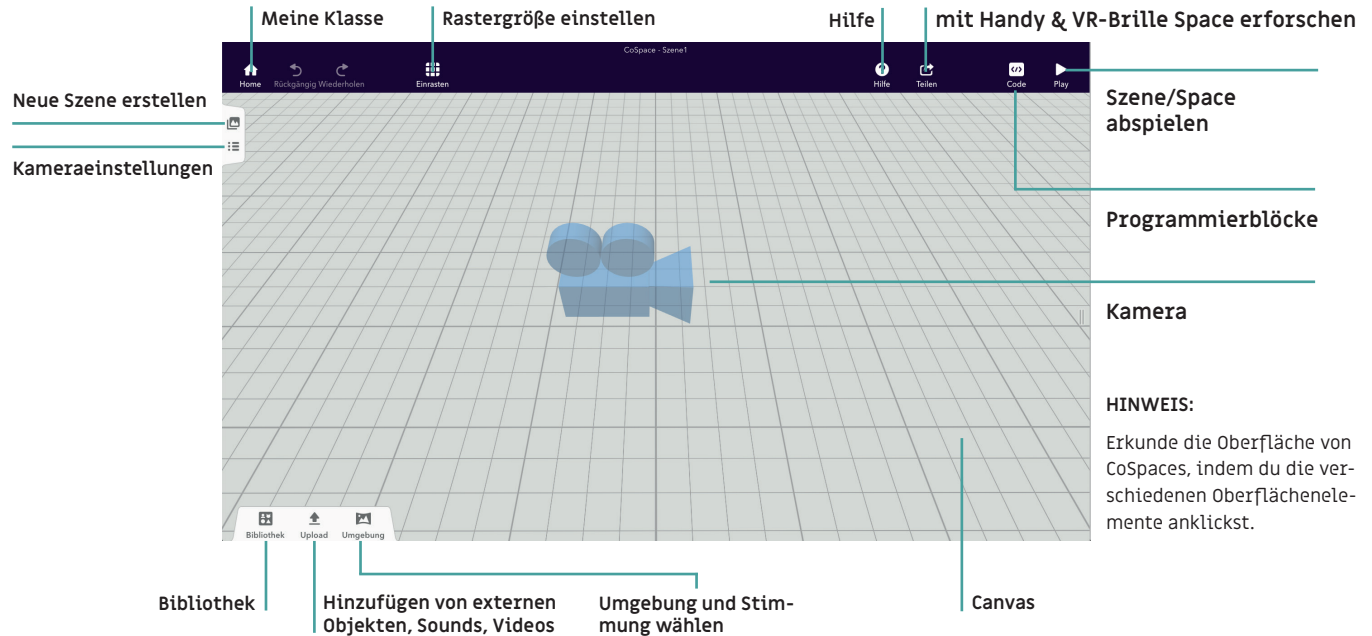 Meine Klasse
Rastergröße einstellen
Hilfe
mit Handy & VR-Brille Space erforschen
CoSpace - Szene1
Home
Rückgängig
Wiederholen
Einrasten
Hilfe
Teilen
Code
Play
Neue Szene erstellen
Kameraeinstellungen
Szene/Space
abspielen
Programmierblöcke
Kamera
HINWEIS:
Erkunde die Oberfläche von
CoSpaces, indem du die ver-
schiedenen Oberflächenele-
mente anklickst.
Bibliothek
Upload
Umgebung
Bibliothek
Hinzufügen von externen
Objekten, Sounds, Videos
Umgebung und Stim-
mung wählen
Canvas